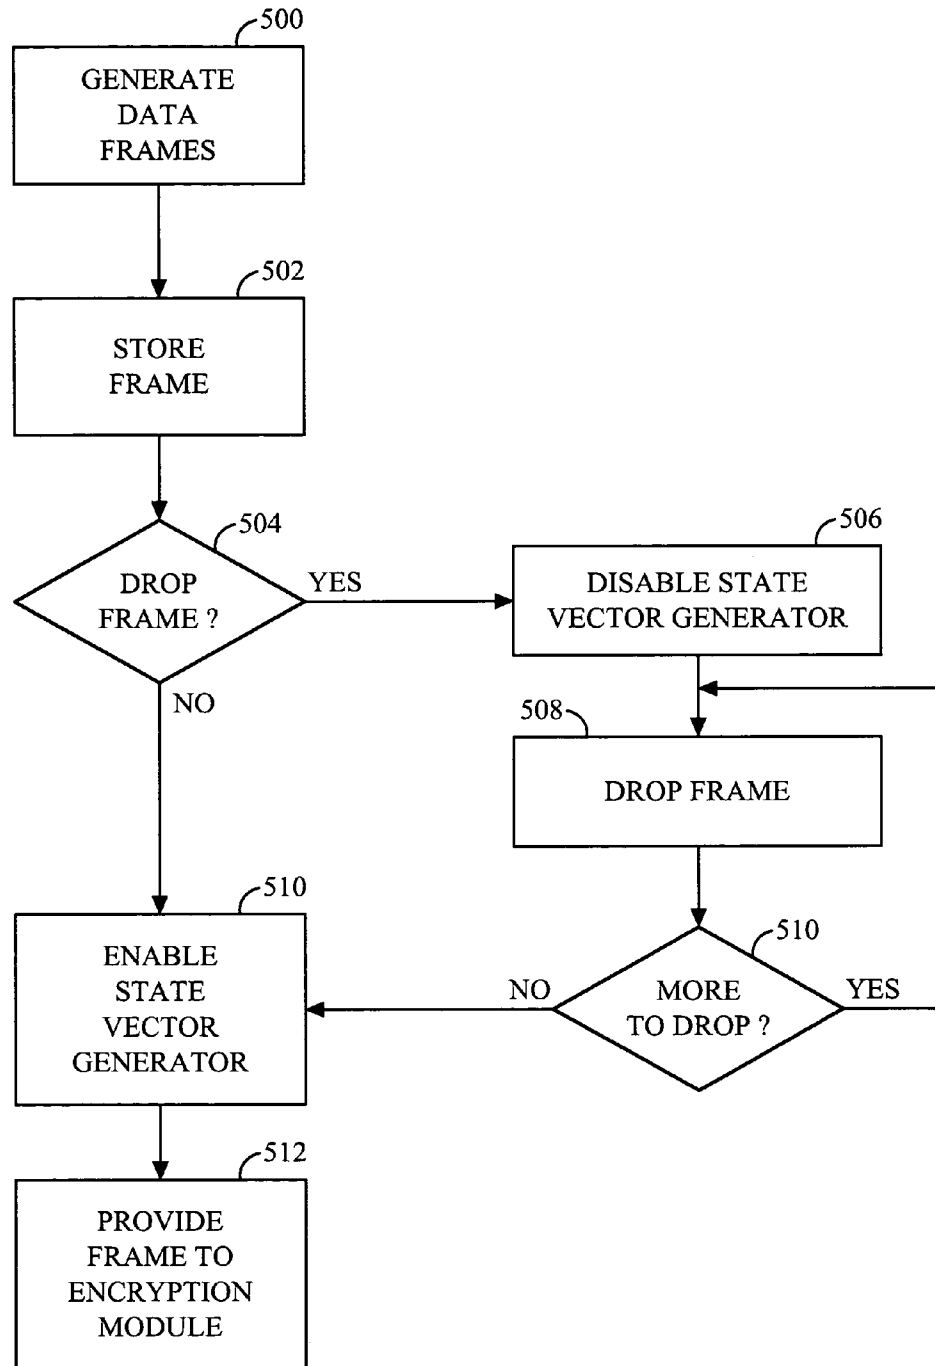 500
GENERATE
DATA
FRAMES
502
STORE
FRAME
504
DROP
FRAME ?
YES
NO
506
DISABLE STATE
VECTOR GENERATOR
508
DROP FRAME
510
MORE
TO DROP ?
YES
NO
510
ENABLE
STATE
VECTOR
GENERATOR
512
PROVIDE
FRAME TO
ENCRYPTION
MODULE